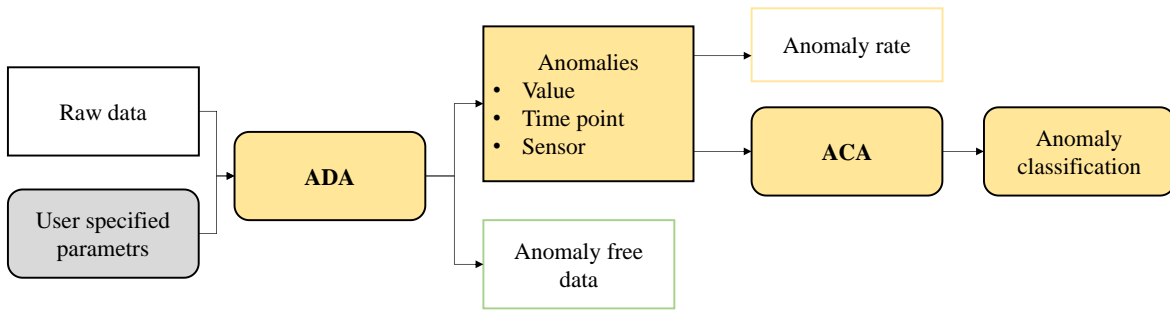 Raw data
User specified
parametrs
ADA
Anomalies
• Value
• Time point
• Sensor
Anomaly free
data
Anomaly rate
ACA
Anomaly
classification